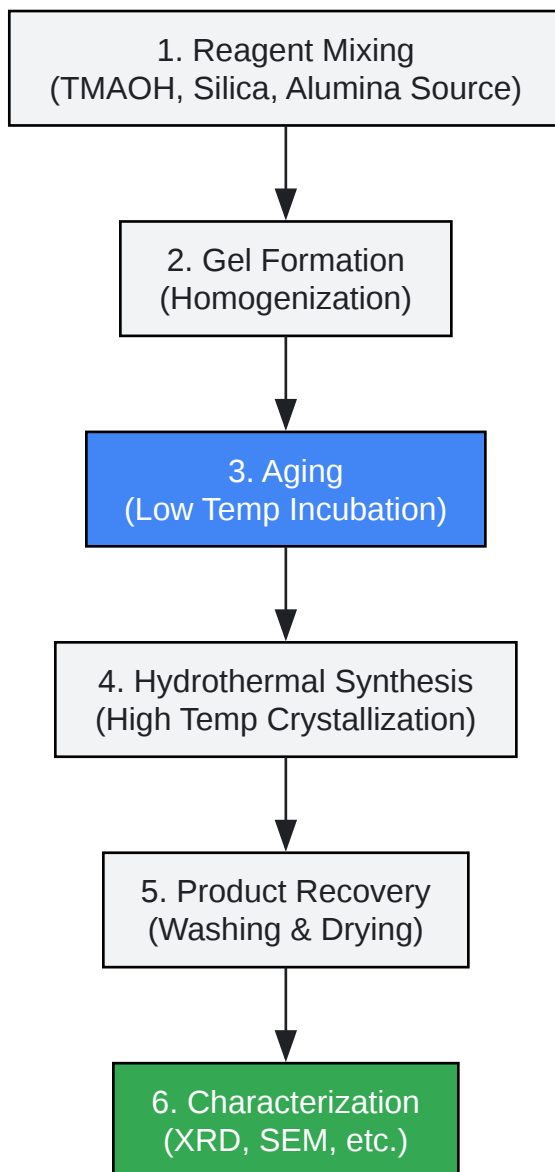 1. Reagent Mixing
(TMAOH, Silica, Alumina Source)
2. Gel Formation
(Homogenization)
3. Aging
(Low Temp Incubation)
4. Hydrothermal Synthesis
(High Temp Crystallization)
5. Product Recovery
(Washing & Drying)
6. Characterization
(XRD, SEM, etc.)